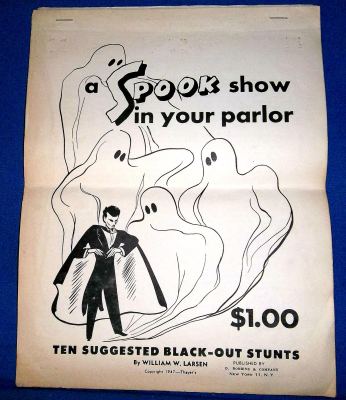 a SPOOK show
in your parlor
$1.00
TEN SUGGESTED BLACK-OUT STUNTS
By WILLIAM W. LARSEN
Copyright 1947—Thayer's
PUBLISHED BY
D. ROBBINS & COMPANY
New York 11, N.Y.